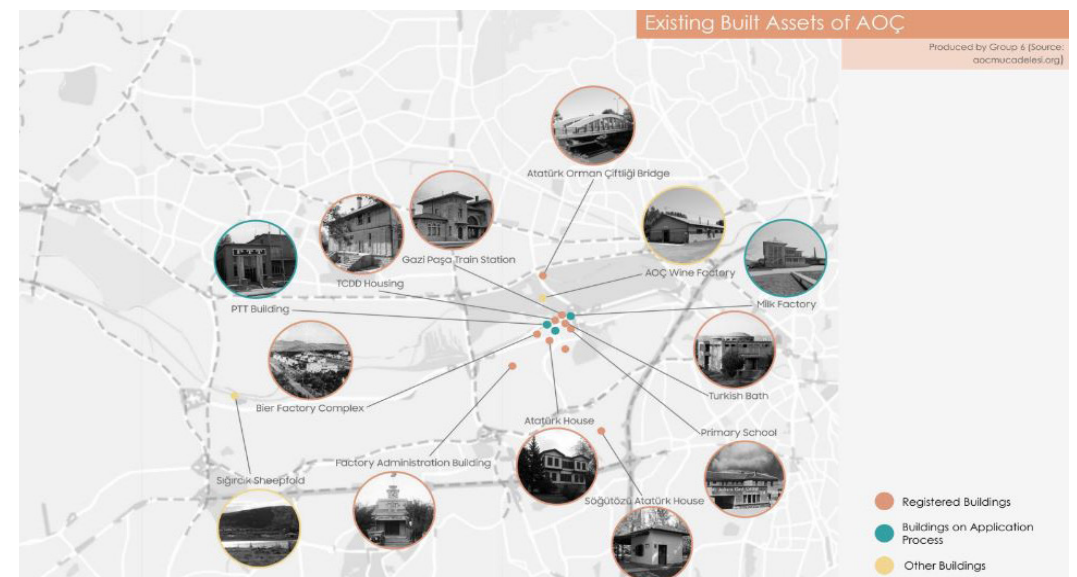 Existing Built Assets of AOÇ
Produced by Group 6 (Source:
aocmucadelesi.org)
Atatürk Orman Çiftliği Bridge
Gazi Paşa Train Station
AOÇ Wine Factory
TCDD Housing
PTT Building
Milk Factory
Bier Factory Complex
Turkish Bath
Atatürk House
Primary School
Factory Administration Building
Sığırcık Sheepfold
Söğütözü Atatürk House
Registered Buildings
Buildings on Application
Process
Other Buildings